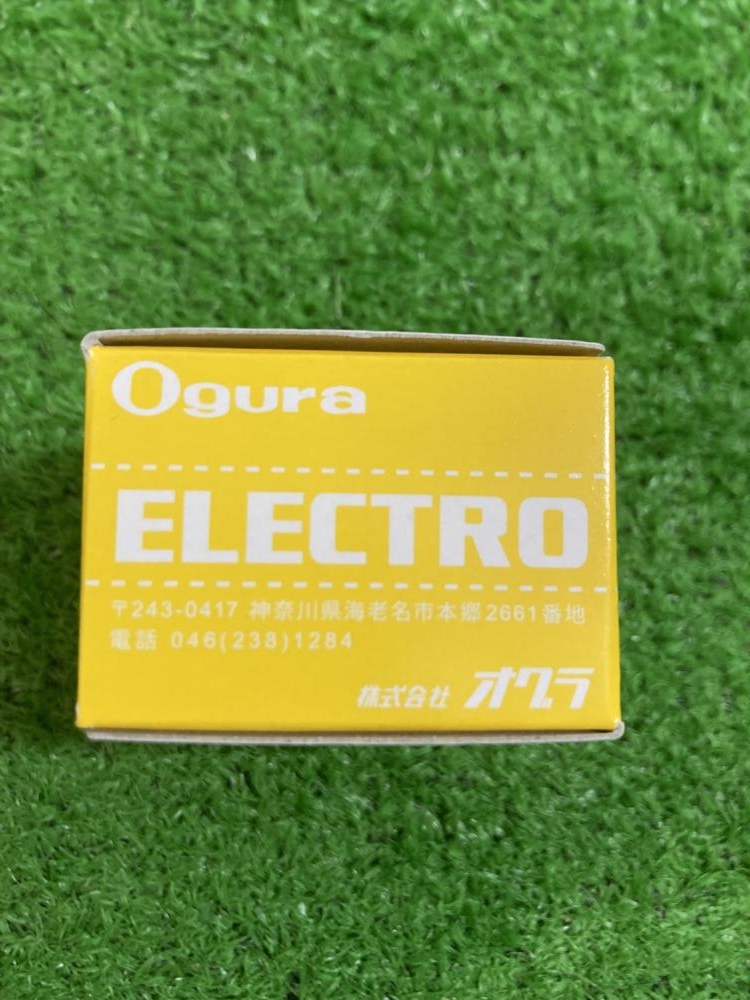 Ogura
ELECTRO
〒243-0417 神奈川県海老名市本郷2661番地
電話 046(238)1284
株式会社 オグラ